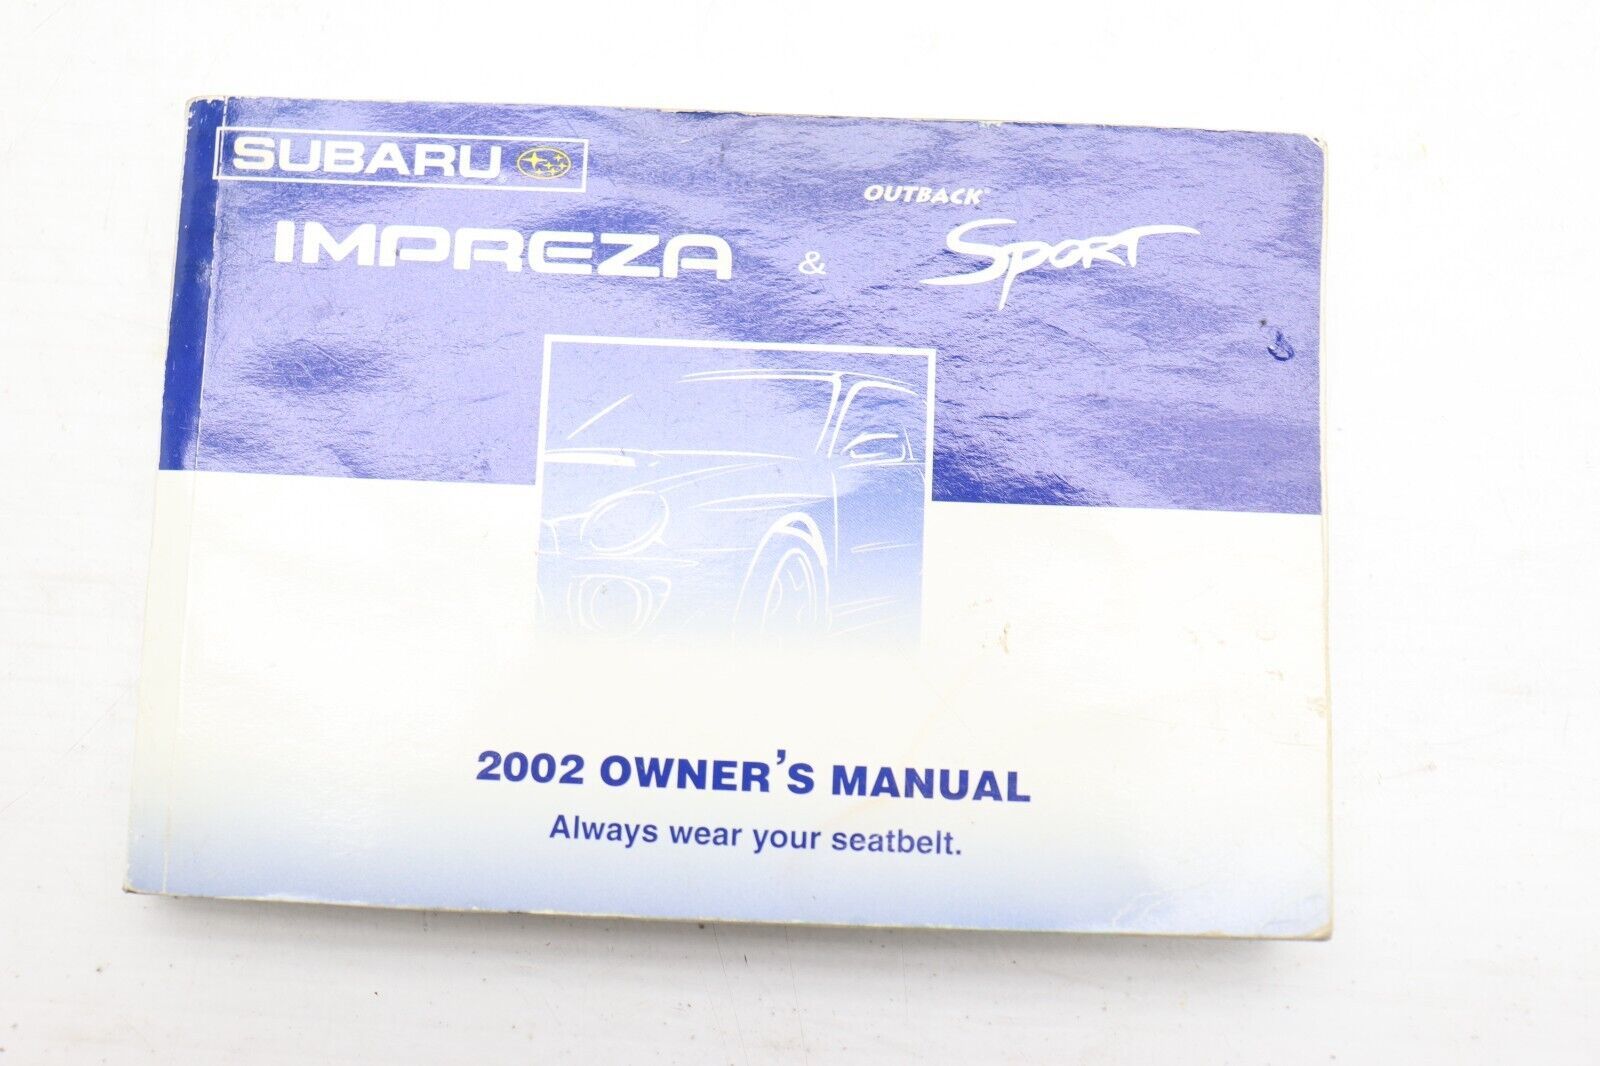 SUBARU
OUTBACK®
IMPREZA & Sport
2002 OWNER'S MANUAL
Always wear your seatbelt.